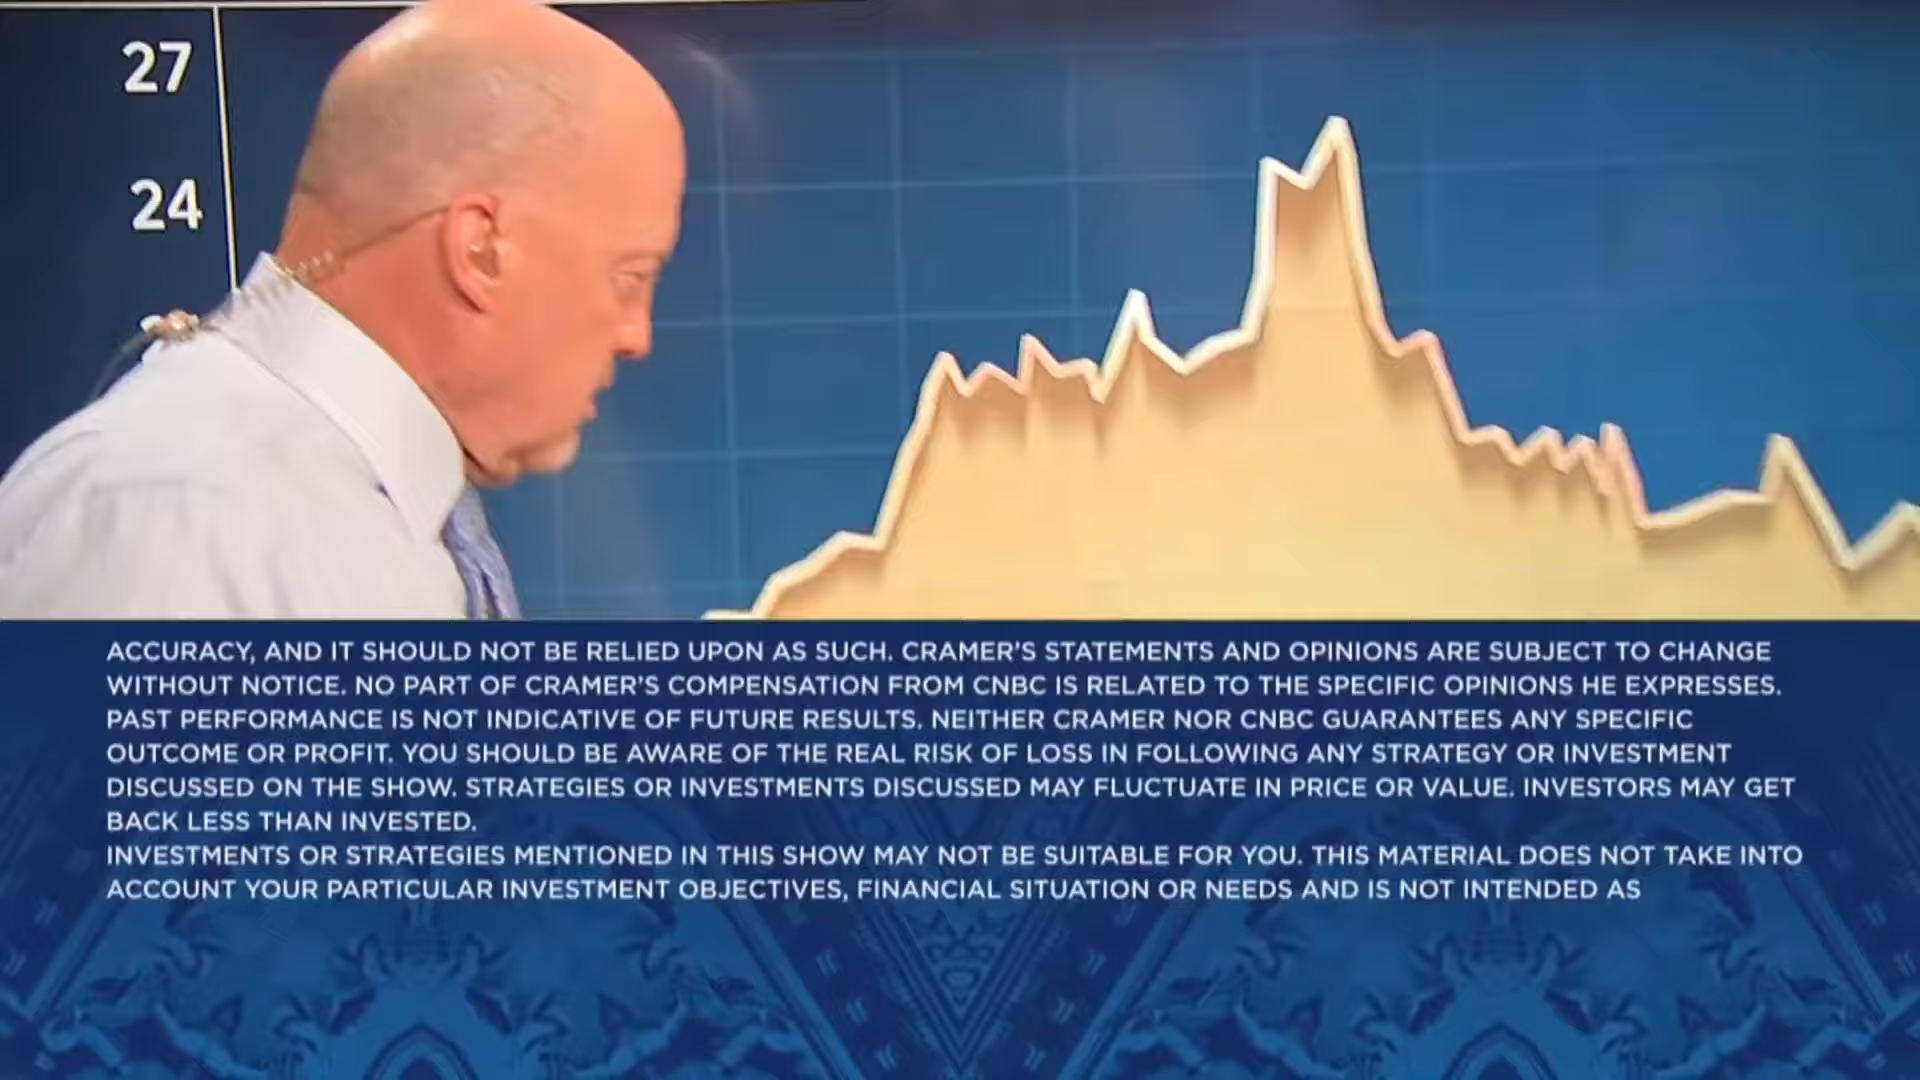 27
24
ACCURACY, AND IT SHOULD NOT BE RELIED UPON AS SUCH. CRAMER'S STATEMENTS AND OPINIONS ARE SUBJECT TO CHANGE
WITHOUT NOTICE. NO PART OF CRAMER'S COMPENSATION FROM CNBC IS RELATED TO THE SPECIFIC OPINIONS HE EXPRESSES.
PAST PERFORMANCE IS NOT INDICATIVE OF FUTURE RESULTS. NEITHER CRAMER NOR CNBC GUARANTEES ANY SPECIFIC
OUTCOME OR PROFIT. YOU SHOULD BE AWARE OF THE REAL RISK OF LOSS IN FOLLOWING ANY STRATEGY OR INVESTMENT
DISCUSSED ON THE SHOW. STRATEGIES OR INVESTMENTS DISCUSSED MAY FLUCTUATE IN PRICE OR VALUE. INVESTORS MAY GET
BACK LESS THAN INVESTED.
INVESTMENTS OR STRATEGIES MENTIONED IN THIS SHOW MAY NOT BE SUITABLE FOR YOU. THIS MATERIAL DOES NOT TAKE INTO
ACCOUNT YOUR PARTICULAR INVESTMENT OBJECTIVES, FINANCIAL SITUATION OR NEEDS AND IS NOT INTENDED AS